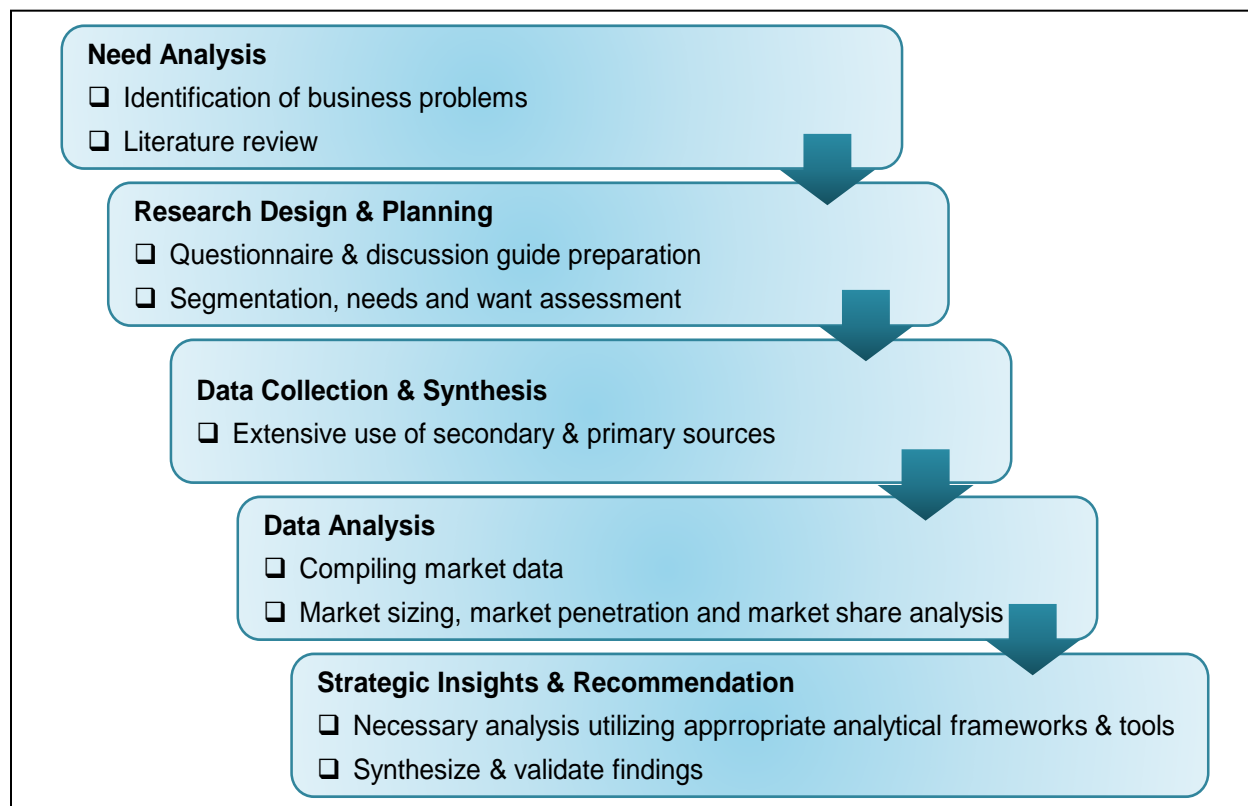 Need Analysis
❑ Identification of business problems
❑ Literature review
Research Design & Planning
❑ Questionnaire & discussion guide preparation
❑ Segmentation, needs and want assessment
Data Collection & Synthesis
❑ Extensive use of secondary & primary sources
Data Analysis
❑ Compiling market data
❑ Market sizing, market penetration and market share analysis
Strategic Insights & Recommendation
❑ Necessary analysis utilizing apprropriate analytical frameworks & tools
❑ Synthesize & validate findings